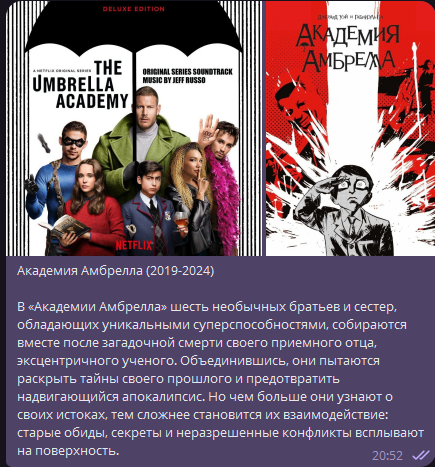 DELUXE EDITION
A NETFLIX ORIGINAL SERIES
THE
UMBRELLA
ACADEMY
ORIGINAL SERIES SOUNDTRACK
MUSIC BY JEFF RUSSO
NETFLIX
АКАДЕМИЯ
АМБРЕЛЛА
Академия Амбрелла (2019-2024)
В «Академии Амбрелла» шесть необычных братьев и сестер,
обладающих уникальными суперспособностями, собираются
вместе после загадочной смерти своего приемного отца,
эксцентричного ученого. Объединившись, они пытаются
раскрыть тайны своего прошлого и предотвратить
надвигающийся апокалипсис. Но чем больше они узнают о
своих истоках, тем сложнее становится их взаимодействие:
старые обиды, секреты и неразрешенные конфликты всплывают
на поверхность.
20:52